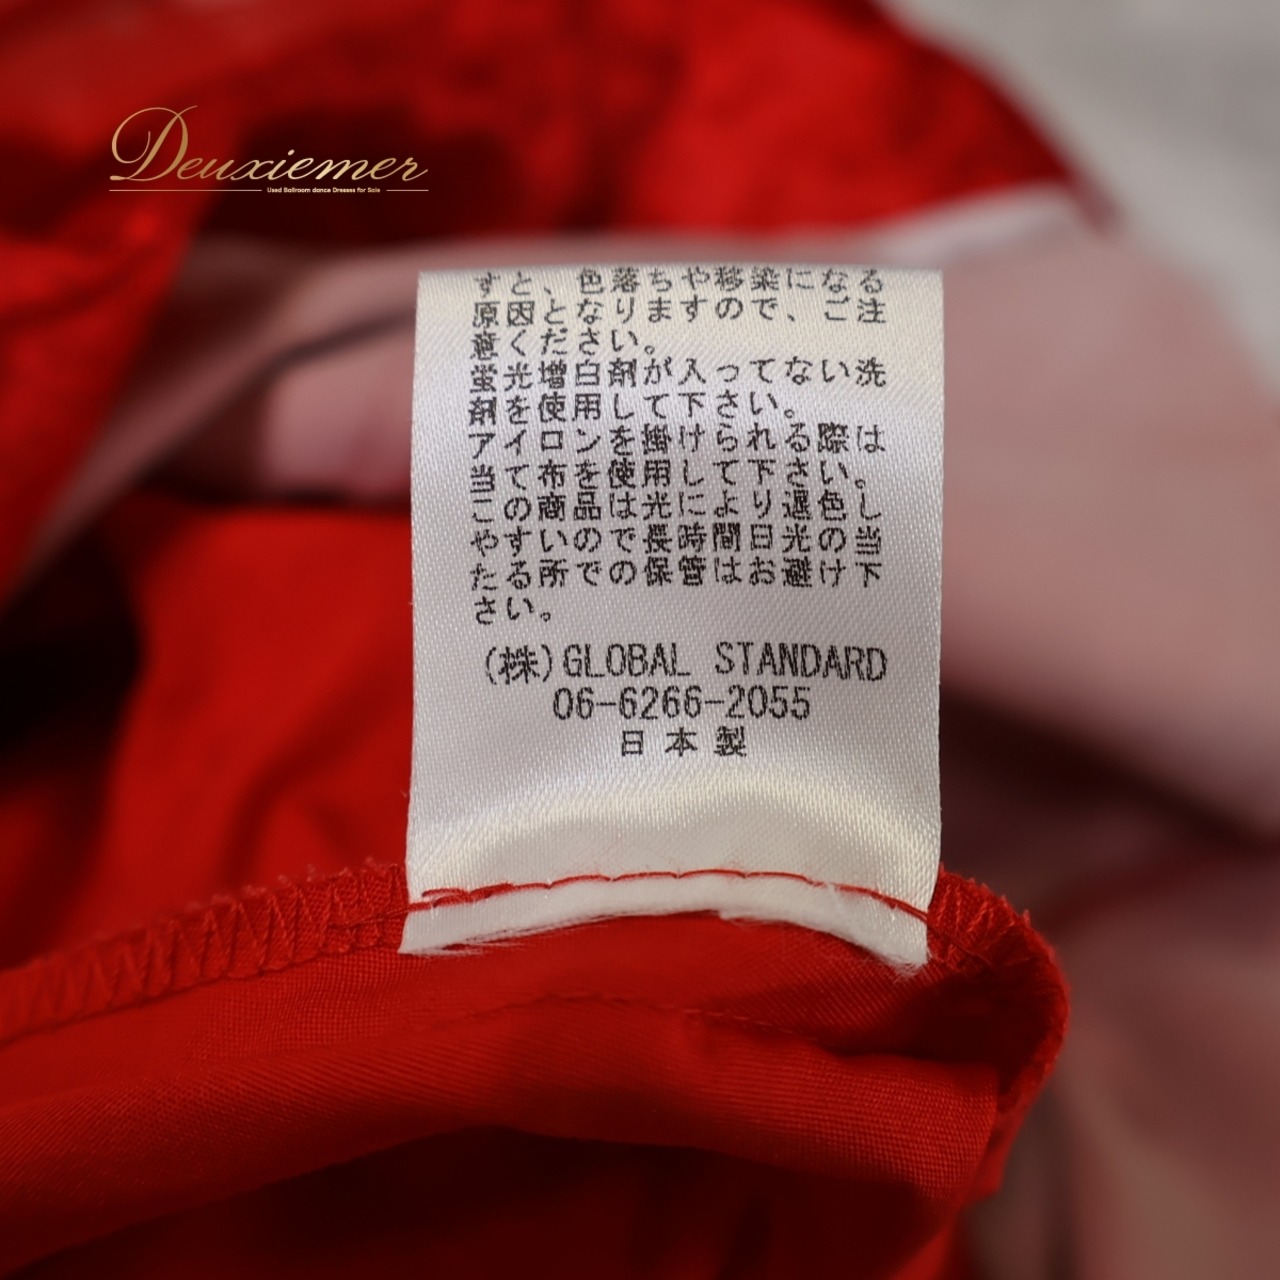 Deuxiemer
Used Ballroom dance Dresses for Sale
すと、色落ちや移染になる
原因となりますので、ご注
意ください。
蛍光増白剤が入ってない洗
剤を使用して下さい。
アイロンを掛けられる際は
当て布を使用して下さい。
この商品は光により退色し
やすいので長時間日光の当
たる所での保管はお避け下
さい。
(株)GLOBAL STANDARD
06-6266-2055
日本製